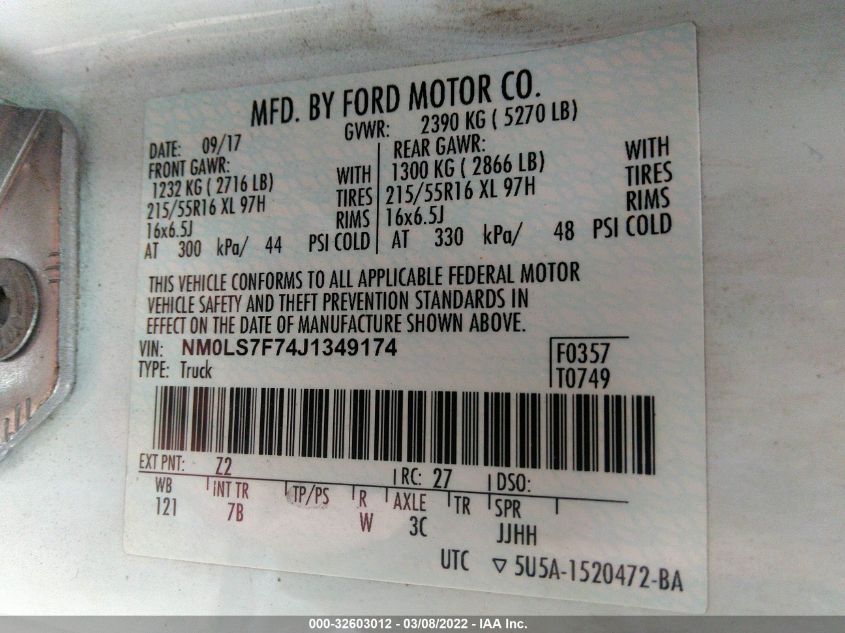 MFD. BY FORD MOTOR CO.
DATE: 09/17 GVWR: 2390 KG ( 5270 LB)
FRONT GAWR: REAR GAWR:
1232 KG ( 2716 LB) WITH 1300 KG ( 2866 LB) WITH
215/55R16 XL 97H TIRES 215/55R16 XL 97H TIRES
16x6.5J RIMS 16x6.5J RIMS
AT 300 kPa/ 44 PSI COLD AT 330 kPa/ 48 PSI COLD
THIS VEHICLE CONFORMS TO ALL APPLICABLE FEDERAL MOTOR
VEHICLE SAFETY AND THEFT PREVENTION STANDARDS IN
EFFECT ON THE DATE OF MANUFACTURE SHOWN ABOVE.
VIN: NM0LS7F74J1349174 F0357
TYPE: Truck T0749
EXT PNT: Z2 RC: 27 DSO:
WB INT TR TP/PS R AXLE TR SPR
121 7B W 3C JJHH
UTC ▽ 5U5A-1520472-BA
000-32603012 - 03/08/2022 - IAA Inc.